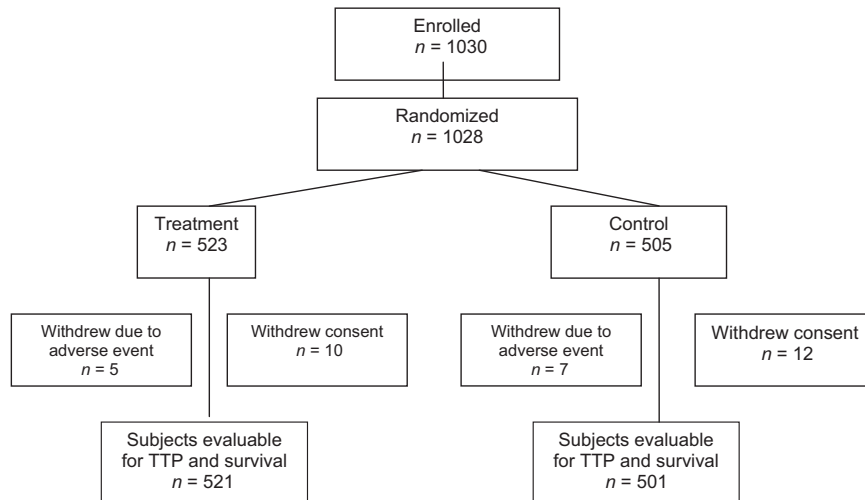 Enrolled
n = 1030
Randomized
n = 1028
Treatment
n = 523
Control
n = 505
Withdrew due to
adverse event
n = 5
Withdrew consent
n = 10
Withdrew due to
adverse event
n = 7
Withdrew consent
n = 12
Subjects evaluable
for TTP and survival
n = 521
Subjects evaluable
for TTP and survival
n = 501